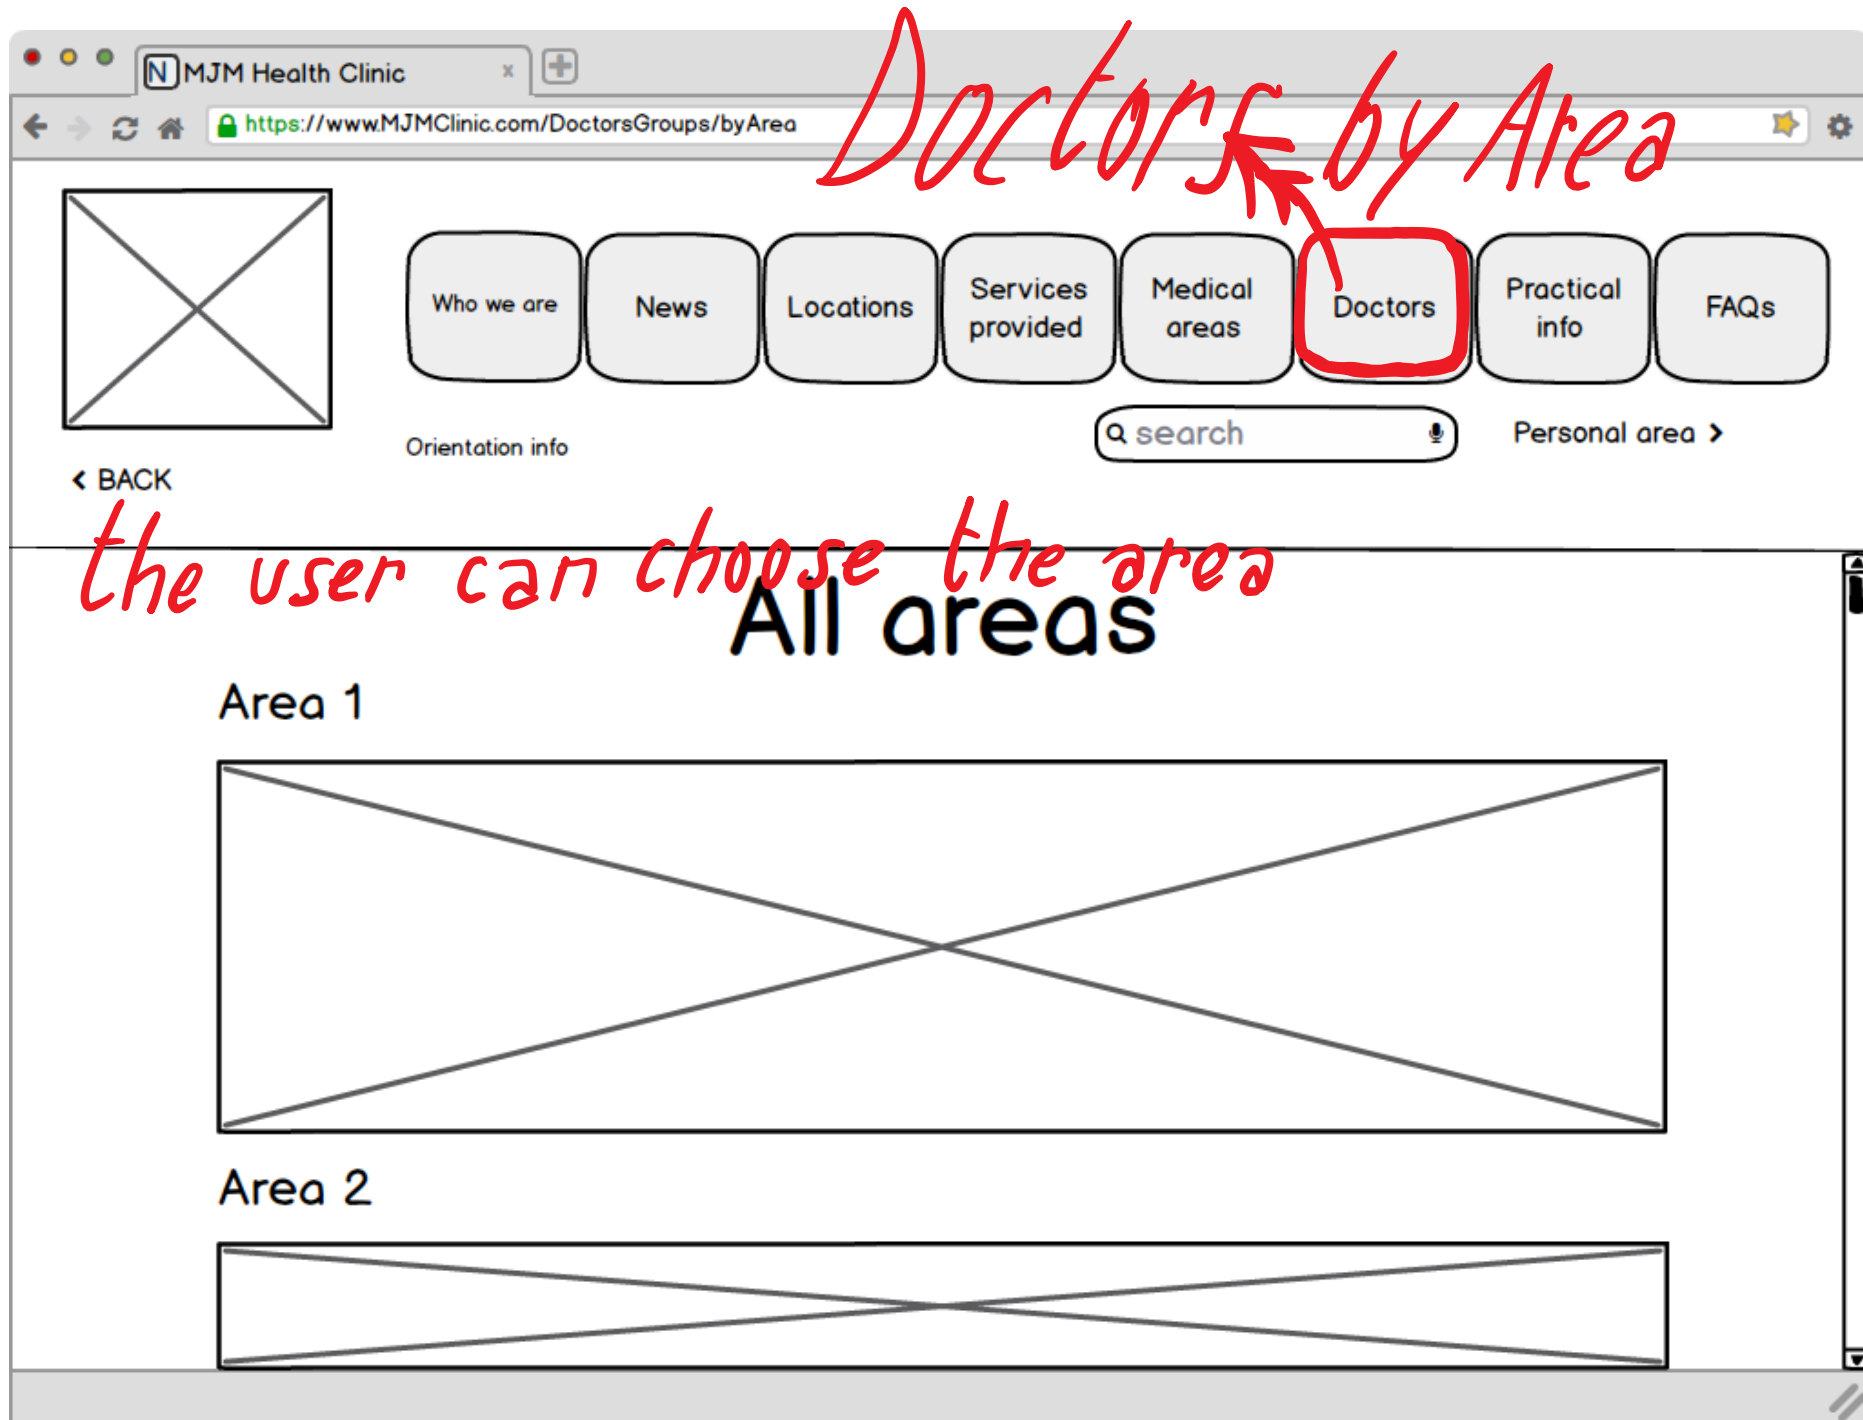 N MJM Health Clinic x
https://www.MJMClinic.com/DoctorsGroups/byArea
Doctors by Area
Who we are
News
Locations
Services
provided
Medical
areas
Doctors
Practical
info
FAQs
search
Personal area >
Orientation info
< BACK
the user can choose the area
All areas
Area 1
Area 2